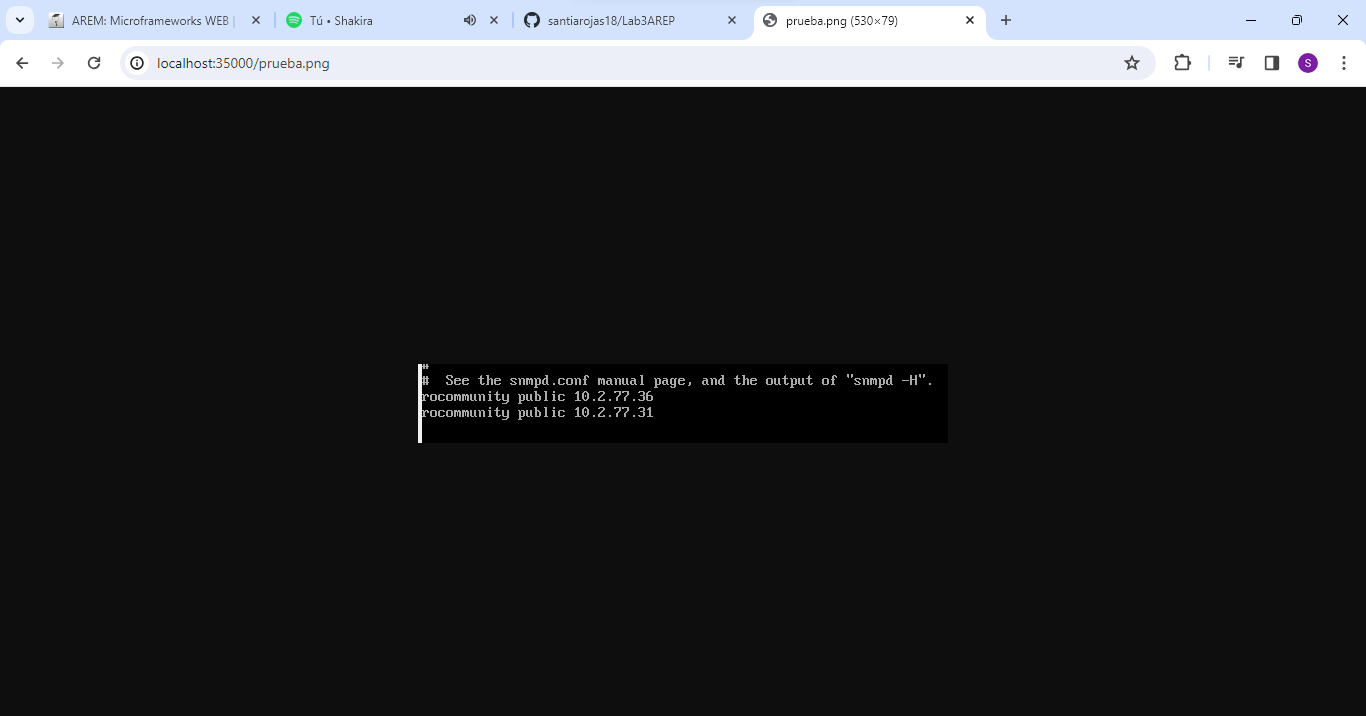 AREM: Microframeworks WEB
Tú • Shakira
santiarojas18/Lab3AREP
prueba.png (530×79)
localhost:35000/prueba.png
S
#
#  See the snmpd.conf manual page, and the output of "snmpd -H".
rocommunity public 10.2.77.36
rocommunity public 10.2.77.31